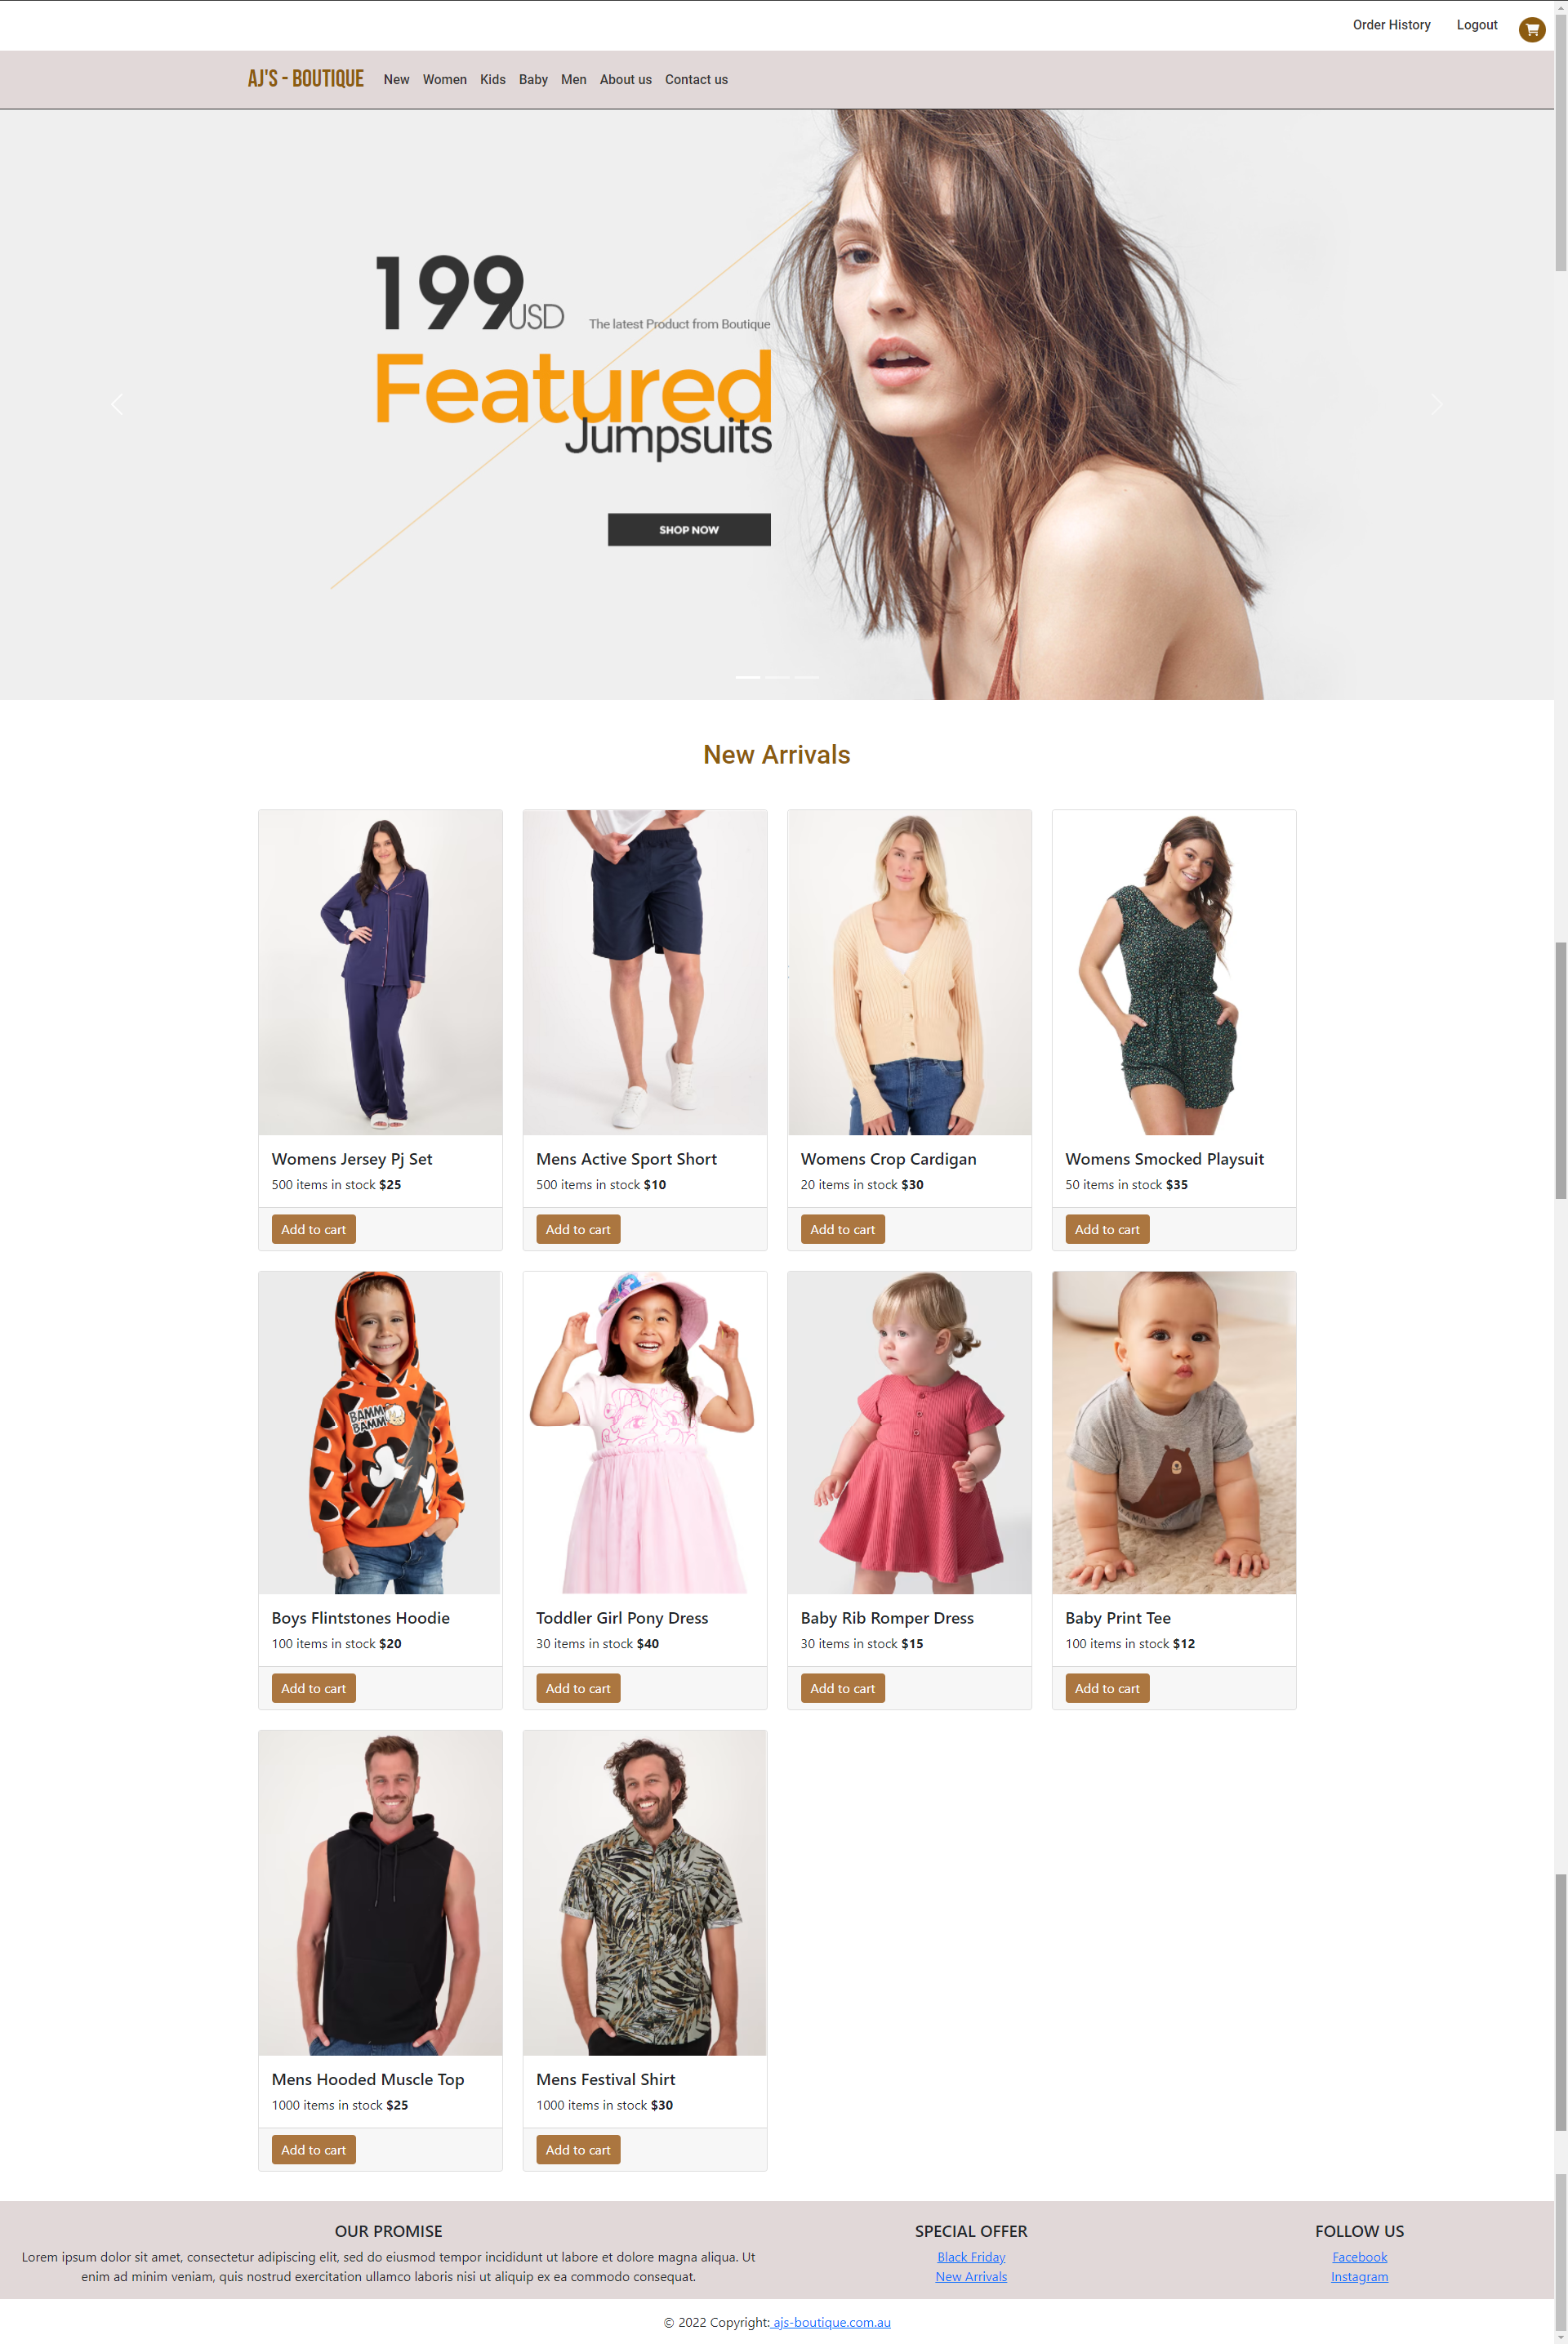 Order History Logout
AJ'S - BOUTIQUE New Women Kids Baby Men About us Contact us
199USD The latest Product from Boutique
Featured
Jumpsuits
SHOP NOW
New Arrivals
Womens Jersey Pj Set
500 items in stock $25
Add to cart
Mens Active Sport Short
500 items in stock $10
Add to cart
Womens Crop Cardigan
20 items in stock $30
Add to cart
Womens Smocked Playsuit
50 items in stock $35
Add to cart
BAMM
BAMM
Boys Flintstones Hoodie
100 items in stock $20
Add to cart
Toddler Girl Pony Dress
30 items in stock $40
Add to cart
Baby Rib Romper Dress
30 items in stock $15
Add to cart
Baby Print Tee
100 items in stock $12
Add to cart
Mens Hooded Muscle Top
1000 items in stock $25
Add to cart
Mens Festival Shirt
1000 items in stock $30
Add to cart
OUR PROMISE
Lorem ipsum dolor sit amet, consectetur adipiscing elit, sed do eiusmod tempor incididunt ut labore et dolore magna aliqua. Ut
enim ad minim veniam, quis nostrud exercitation ullamco laboris nisi ut aliquip ex ea commodo consequat.
SPECIAL OFFER
Black Friday
New Arrivals
FOLLOW US
Facebook
Instagram
© 2022 Copyright: ajs-boutique.com.au